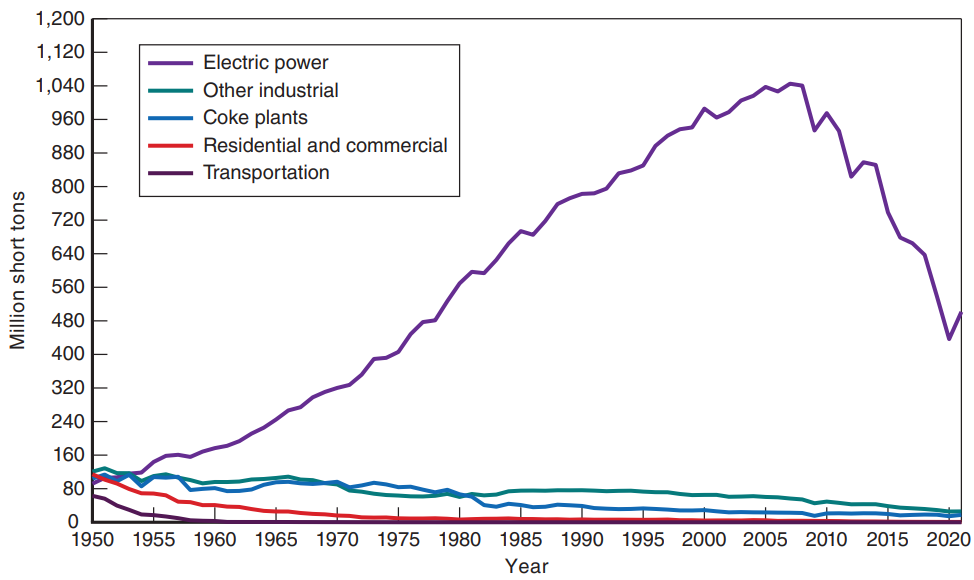 1,200
1,120
1,040
960
880
800
720
640
560
480
400
320
240
160
80
0
Million short tons
Electric power
Other industrial
Coke plants
Residential and commercial
Transportation
1950 1955 1960 1965 1970 1975 1980 1985 1990 1995 2000 2005 2010 2015 2020
Year